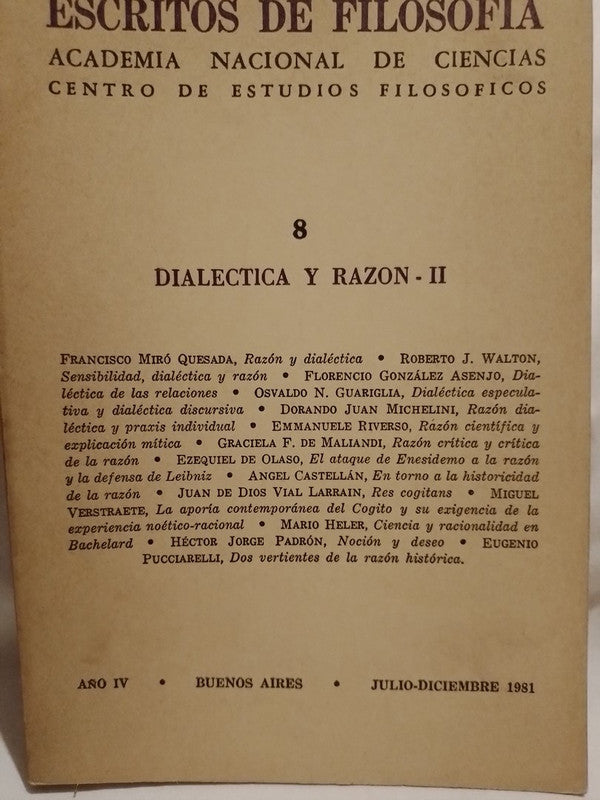 ESCRITOS DE FILOSOFIA
ACADEMIA NACIONAL DE CIENCIAS
CENTRO DE ESTUDIOS FILOSOFICOS
8
DIALECTICA Y RAZON - II
FRANCISCO MIRÓ QUESADA, Razón y dialéctica • ROBERTO J. WALTON,
Sensibilidad, dialéctica y razón • FLORENCIO GONZÁLEZ ASENJO, Dia-
léctica de las relaciones • OSVALDO N. GUARIGLIA, Dialéctica especula-
tiva y dialéctica discursiva • DORANDO JUAN MICHELINI, Razón dia-
léctica y praxis individual • EMMANUELE RIVERSO, Razón científica y
explicación mítica • GRACIELA F. DE MALIANDI, Razón crítica y crítica
de la razón • EZEQUIEL DE OLASO, El ataque de Enesidemo a la razón
y la defensa de Leibniz • ANGEL CASTELLÁN, En torno a la historicidad
de la razón • JUAN DE DIOS VIAL LARRAIN, Res cogitans • MIGUEL
VERSTRAETE, La aporía contemporánea del Cogito y su exigencia de la
experiencia noético-racional • MARIO HELER, Ciencia y racionalidad en
Bachelard • HÉCTOR JORGE PADRÓN, Noción y deseo • EUGENIO
PUCCIARELLI, Dos vertientes de la razón histórica.
AÑO IV • BUENOS AIRES • JULIO-DICIEMBRE 1981